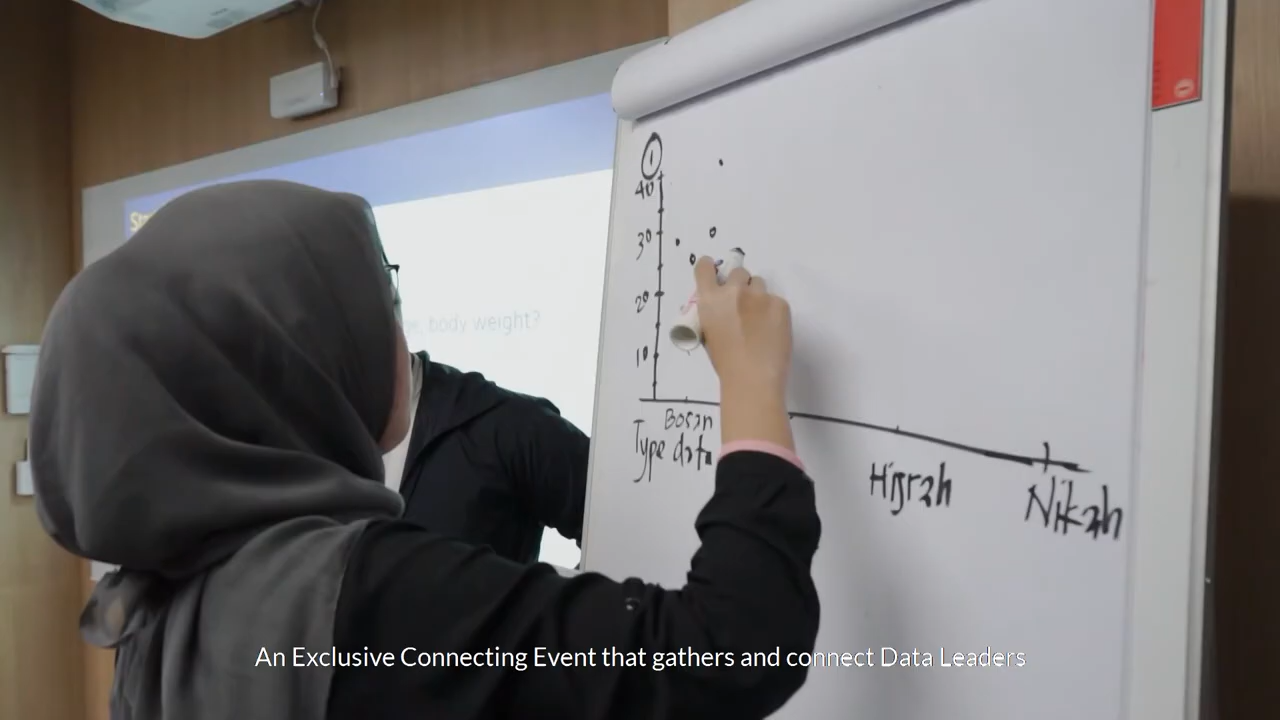 body weight?
1
40
30
20
10
Bosan
Type data
Hijrah
Nikah
An Exclusive Connecting Event that gathers and connect Data Leaders